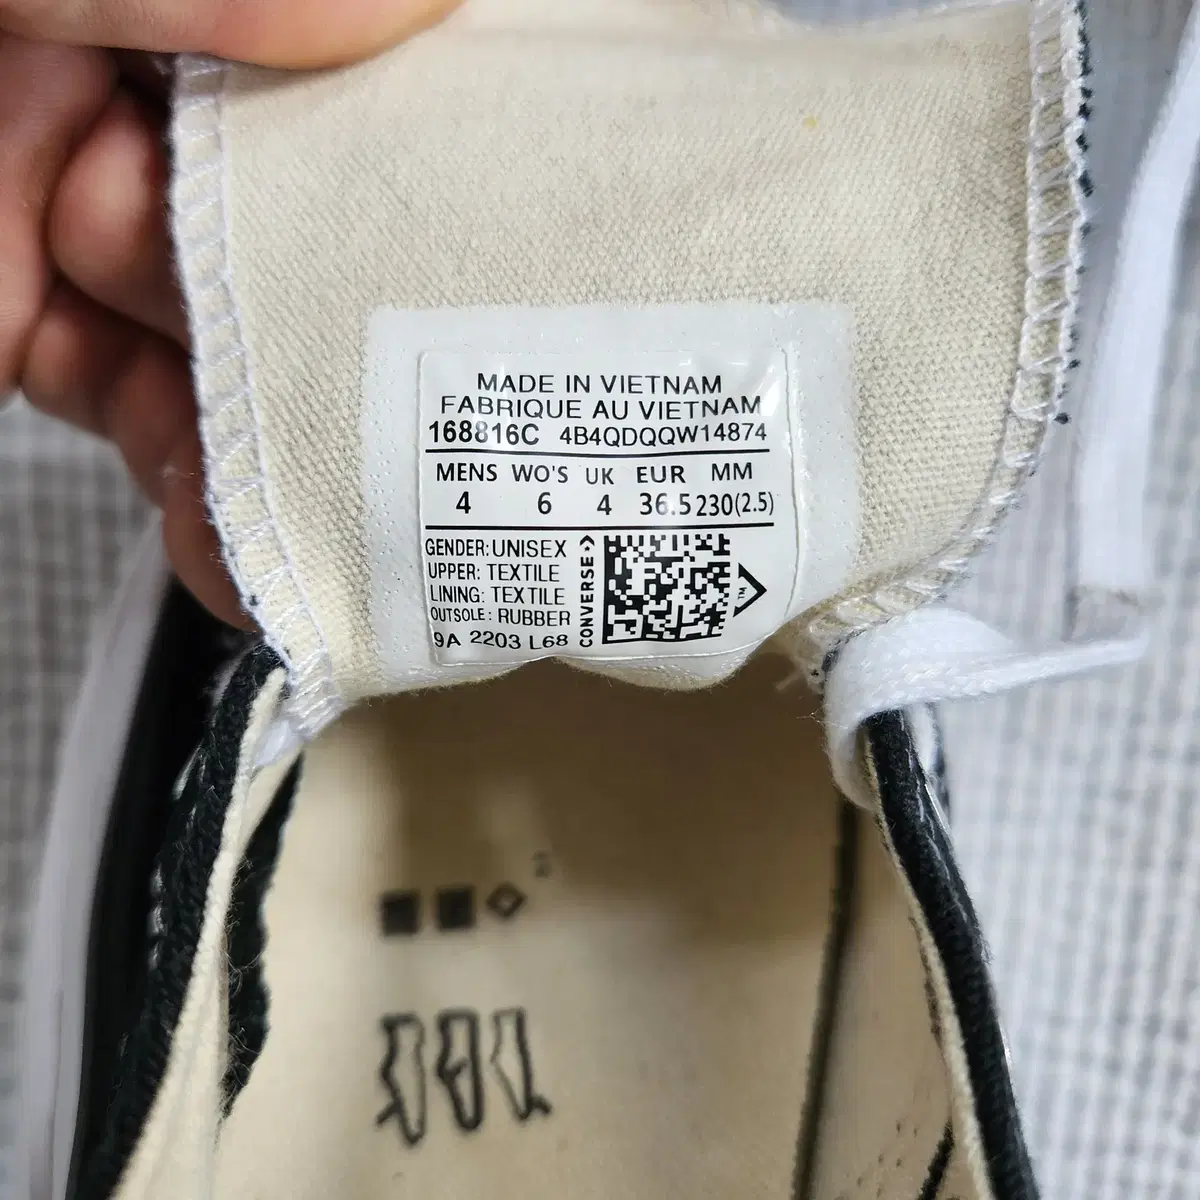 MADE IN VIETNAM
FABRIQUE AU VIETNAM
168816C 4B4QDQQW14874
MENS WO'S UK EUR MM
4 6 4 36.5 230(2.5)
GENDER: UNISEX
UPPER: TEXTILE
LINING: TEXTILE
OUTSOLE: RUBBER
9A 2203 L68
CONVERSE
TM